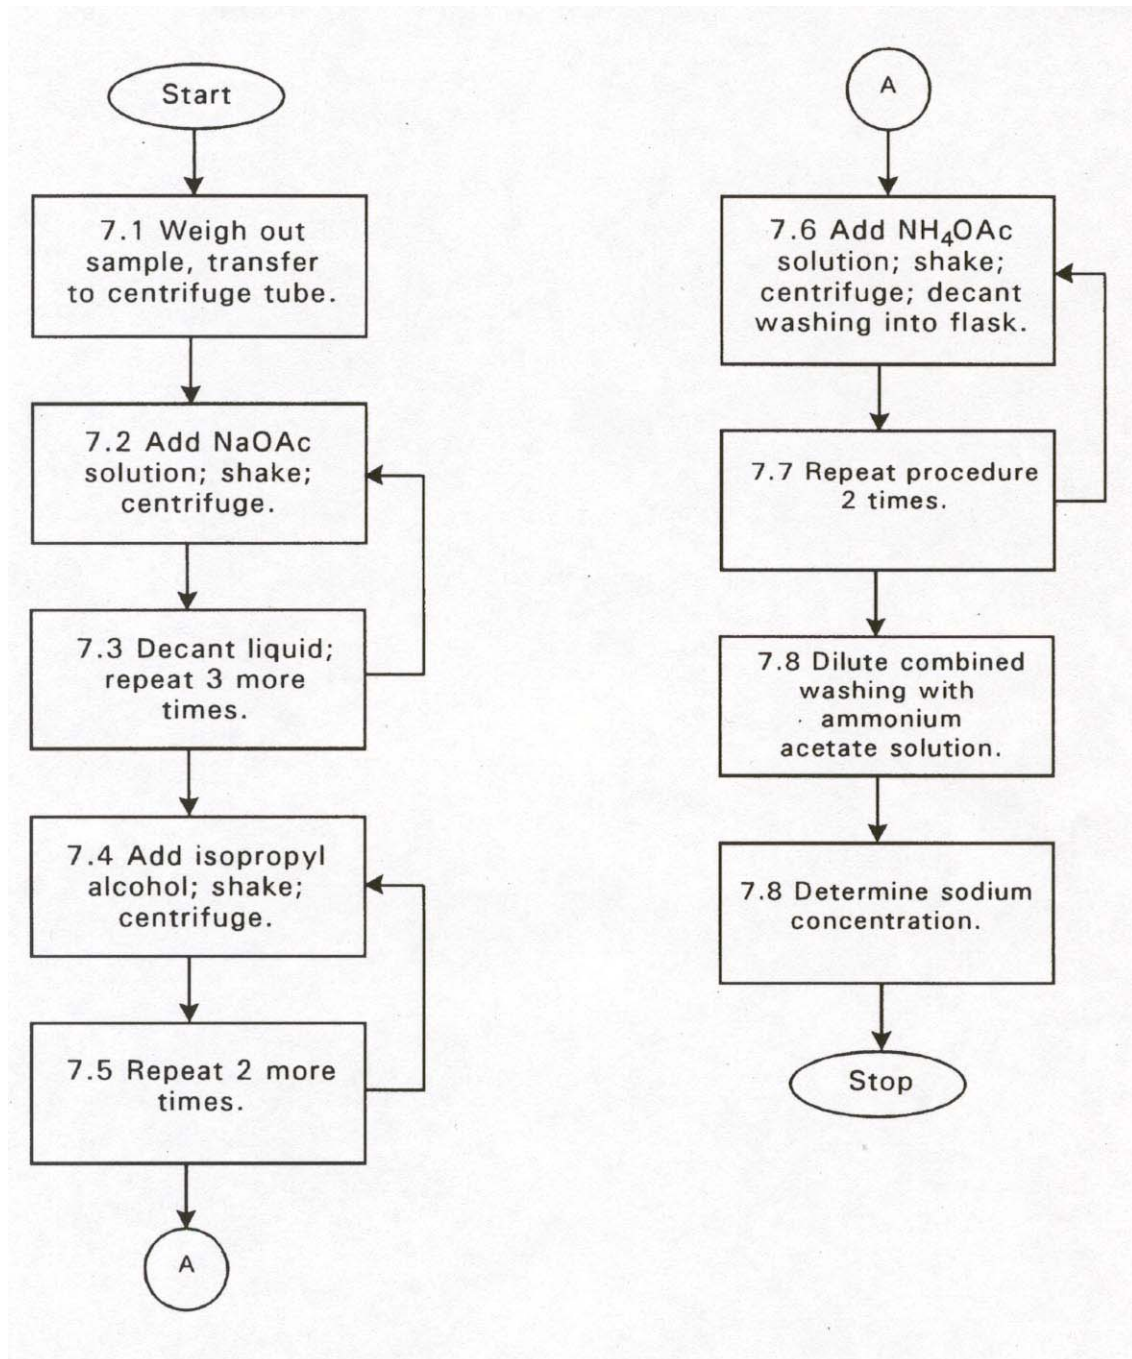 Start
7.1 Weigh out
sample, transfer
to centrifuge tube.
7.2 Add NaOAc
solution; shake;
centrifuge.
7.3 Decant liquid;
repeat 3 more
times.
7.4 Add isopropyl
alcohol; shake;
centrifuge.
7.5 Repeat 2 more
times.
A
A
7.6 Add NH₄OAc
solution; shake;
centrifuge; decant
washing into flask.
7.7 Repeat procedure
2 times.
7.8 Dilute combined
washing with
ammonium
acetate solution.
7.8 Determine sodium
concentration.
Stop